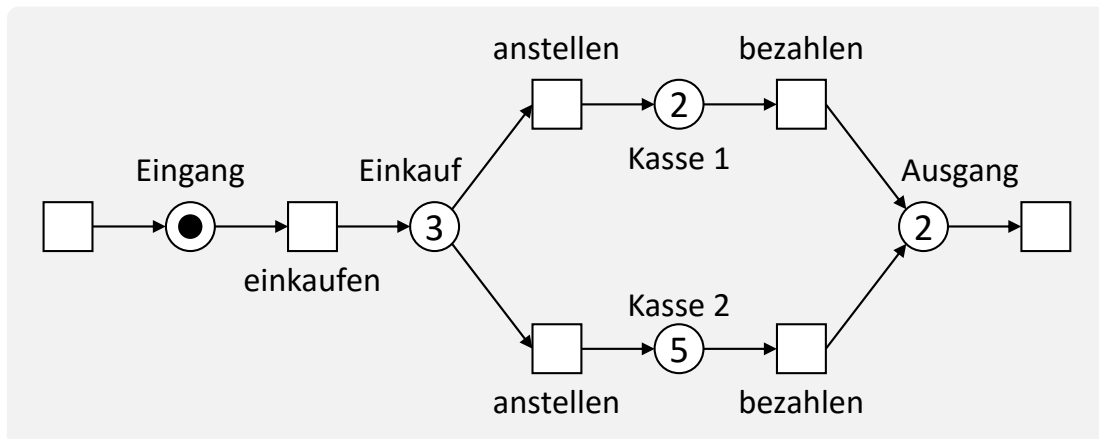 anstellen
bezahlen
2
Kasse 1
Eingang
Einkauf
Ausgang
3
2
einkaufen
Kasse 2
5
anstellen
bezahlen